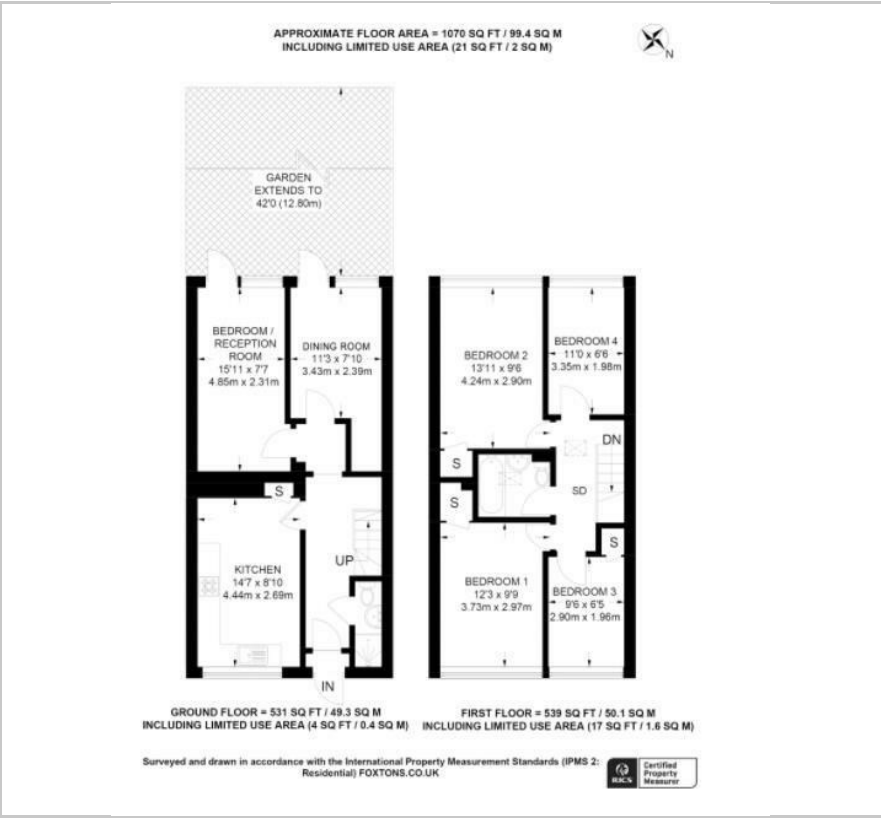 APPROXIMATE FLOOR AREA = 1070 SQ FT / 99.4 SQ M
INCLUDING LIMITED USE AREA (21 SQ FT / 2 SQ M)
N
GARDEN
EXTENDS TO
42'0 (12.80m)
BEDROOM /
RECEPTION
ROOM
15'11 x 7'7
4.85m x 2.31m
DINING ROOM
11'3 x 7'10
3.43m x 2.39m
S
KITCHEN
14'7 x 8'10
4.44m x 2.69m
UP
IN
BEDROOM 2
13'11 x 9'6
4.24m x 2.90m
BEDROOM 4
11'0 x 6'6
3.35m x 1.98m
DN
S
SD
S
S
BEDROOM 1
12'3 x 9'9
3.73m x 2.97m
BEDROOM 3
9'6 x 6'5
2.90m x 1.96m
GROUND FLOOR = 531 SQ FT / 49.3 SQ M
INCLUDING LIMITED USE AREA (4 SQ FT / 0.4 SQ M)
FIRST FLOOR = 539 SQ FT / 50.1 SQ M
INCLUDING LIMITED USE AREA (17 SQ FT / 1.6 SQ M)
Surveyed and drawn in accordance with the International Property Measurement Standards (IPMS 2:
Residential) FOXTONS.CO.UK
RICS
Certified
Property
Measurer